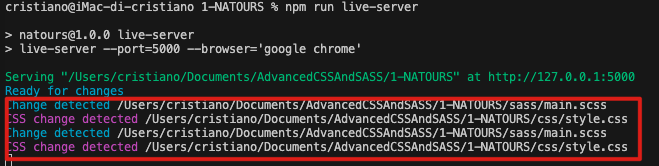 cristiano@iMac-di-cristiano 1-NATOURS % npm run live-server
> natours@1.0.0 live-server
> live-server --port=5000 --browser='google chrome'
Serving "/Users/cristiano/Documents/AdvancedCSSAndSASS/1-NATOURS" at http://127.0.0.1:5000
Ready for changes
Change detected /Users/cristiano/Documents/AdvancedCSSAndSASS/1-NATOURS/sass/main.scss
CSS change detected /Users/cristiano/Documents/AdvancedCSSAndSASS/1-NATOURS/css/style.css
Change detected /Users/cristiano/Documents/AdvancedCSSAndSASS/1-NATOURS/sass/main.scss
CSS change detected /Users/cristiano/Documents/AdvancedCSSAndSASS/1-NATOURS/css/style.css